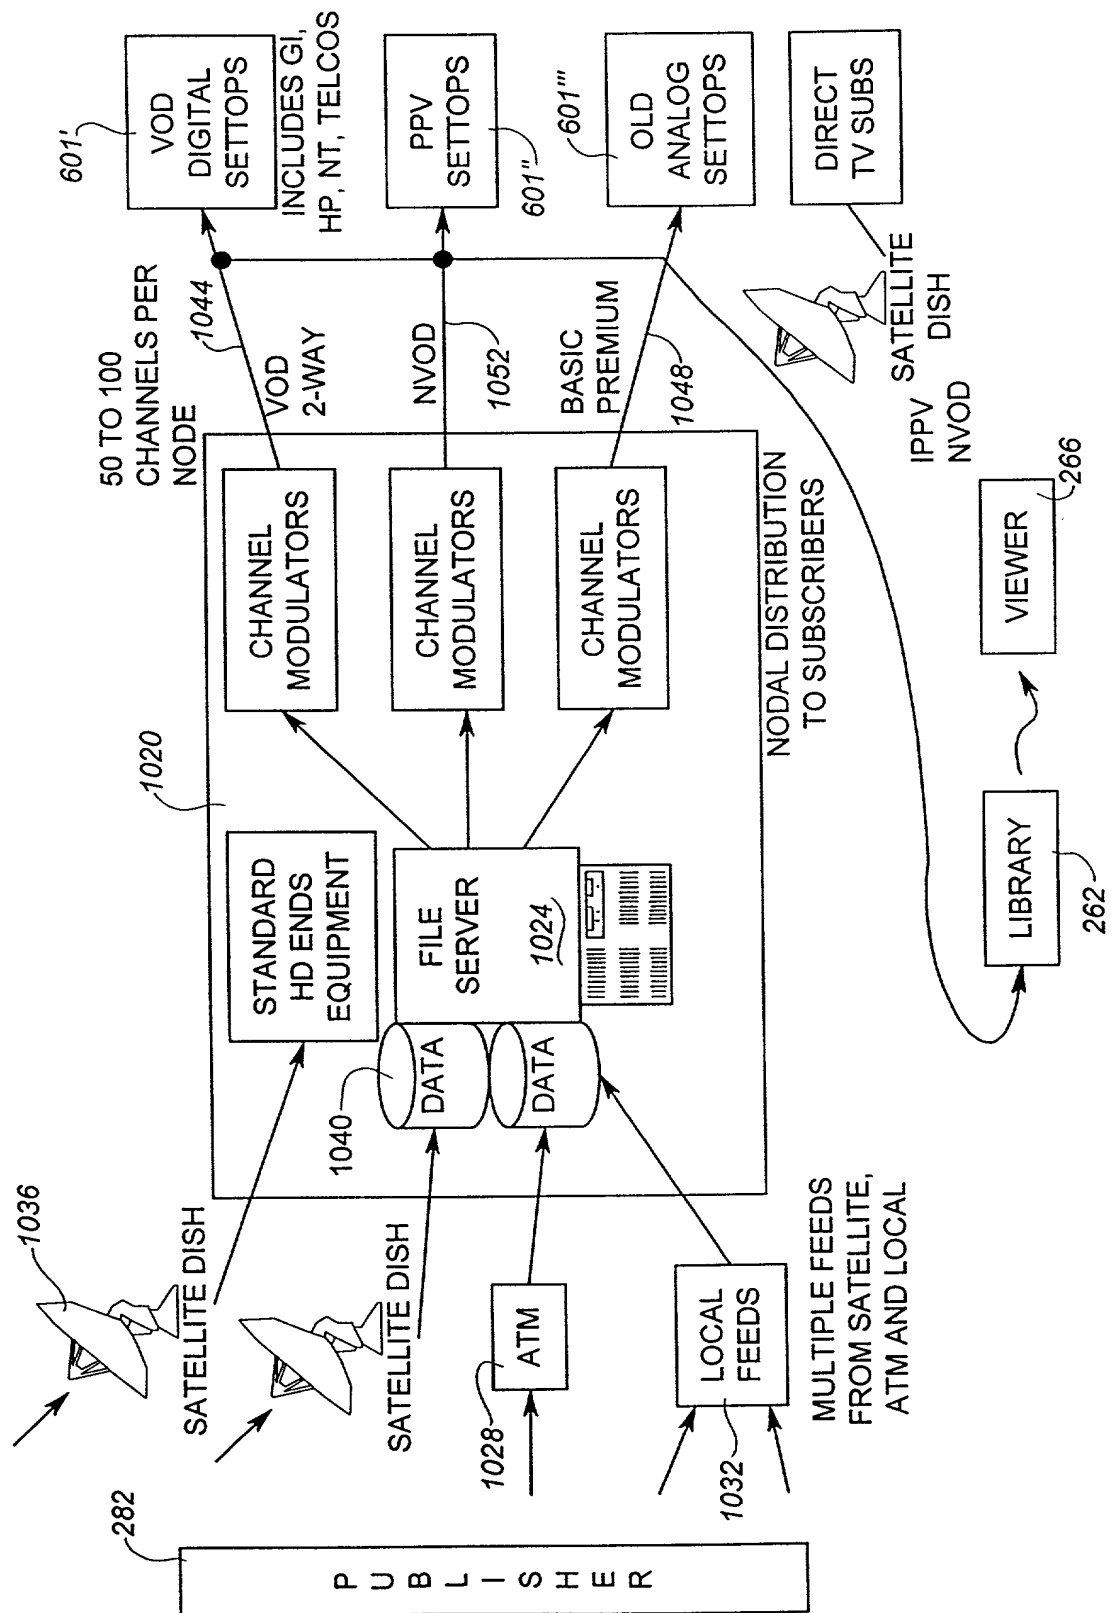 282
PUBLISHER
1036
SATELLITE DISH
SATELLITE DISH
1028
ATM
LOCAL
FEEDS
1032
MULTIPLE FEEDS
FROM SATELLITE,
ATM AND LOCAL
1020
STANDARD
HD ENDS
EQUIPMENT
1040
DATA
DATA
FILE
SERVER
1024
CHANNEL
MODULATORS
CHANNEL
MODULATORS
CHANNEL
MODULATORS
NODAL DISTRIBUTION
TO SUBSCRIBERS
50 TO 100
CHANNELS PER
NODE
1044
VOD
2-WAY
NVOD
1052
BASIC
PREMIUM
1048
601'
VOD
DIGITAL
SETTOPS
INCLUDES GI,
HP, NT, TELCOS
PPV
SETTOPS
601''
601'''
OLD
ANALOG
SETTOPS
DIRECT
TV SUBS
SATELLITE
DISH
IPPV
NVOD
LIBRARY
262
VIEWER
266